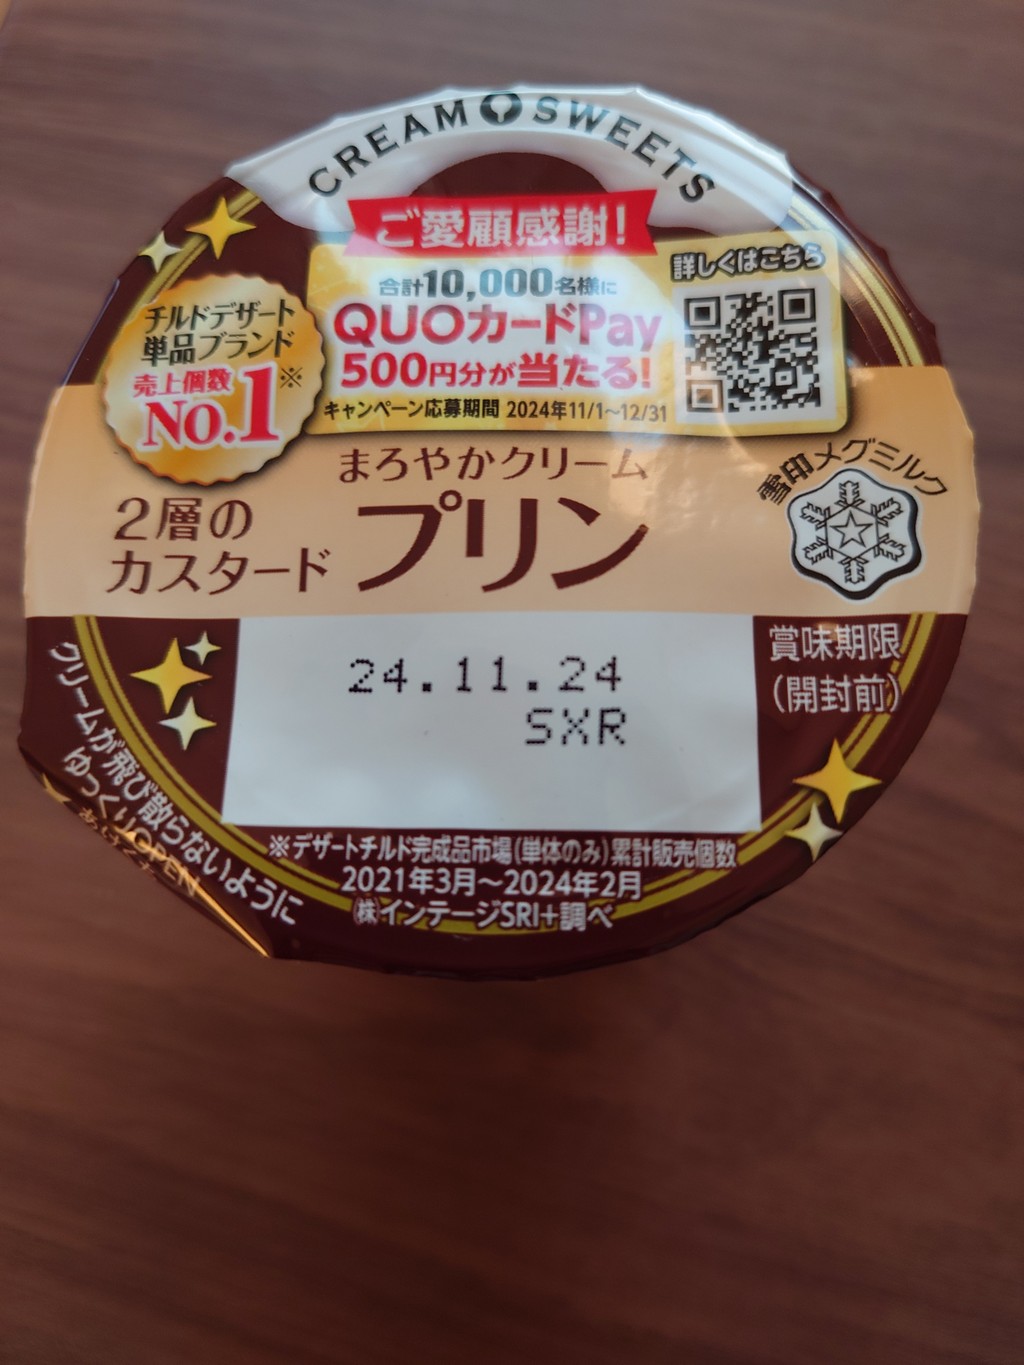 CREAM SWEETS
ご愛顧感謝!
合計10,000名様に
QUOカードPay
500円分が当たる!
キャンペーン応募期間 2024年11/1~12/31
詳しくはこちら
チルドデザート
単品ブランド
売上個数
No.1※
まろやかクリーム
2層の
カスタード
プリン
雪印メグミルク
24.11.24
SXR
賞味期限
(開封前)
クリームが飛び散らないように
ゆっくりOPEN
※デザートチルド完成品市場(単体のみ)累計販売個数
2021年3月~2024年2月
㈱インテージSRI+調べ